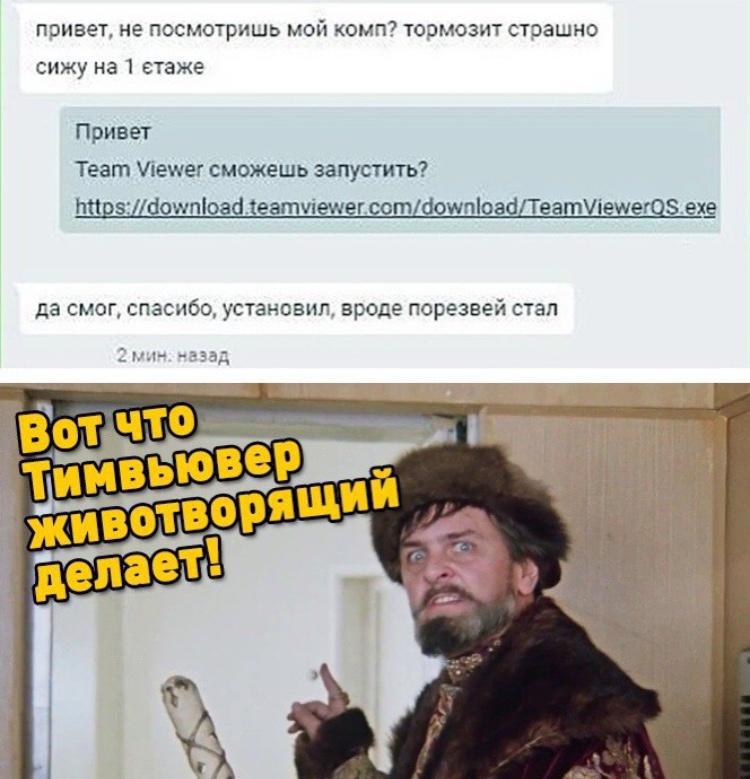 привет, не посмотришь мой комп? тормозит страшно
сижу на 1 етаже
Привет
Team Viewer сможешь запустить?
https://download.teamviewer.com/download/TeamViewerQS.exe
да смог, спасибо, установил, вроде порезвей стал
2 мин. назад
Вот что
Тимвьювер
животворящий
делает!